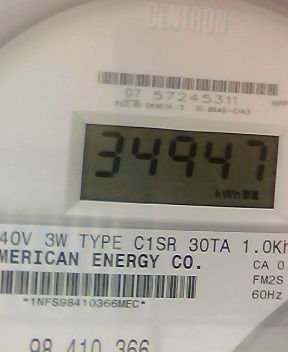 CENTRON®
07 57245311
34947
kWh
40V 3W TYPE C1SR 30TA 1.0Kh
MERICAN ENERGY CO.
CA 0
FM2S
60Hz
*1NFS98410366MEC*
98 410 366